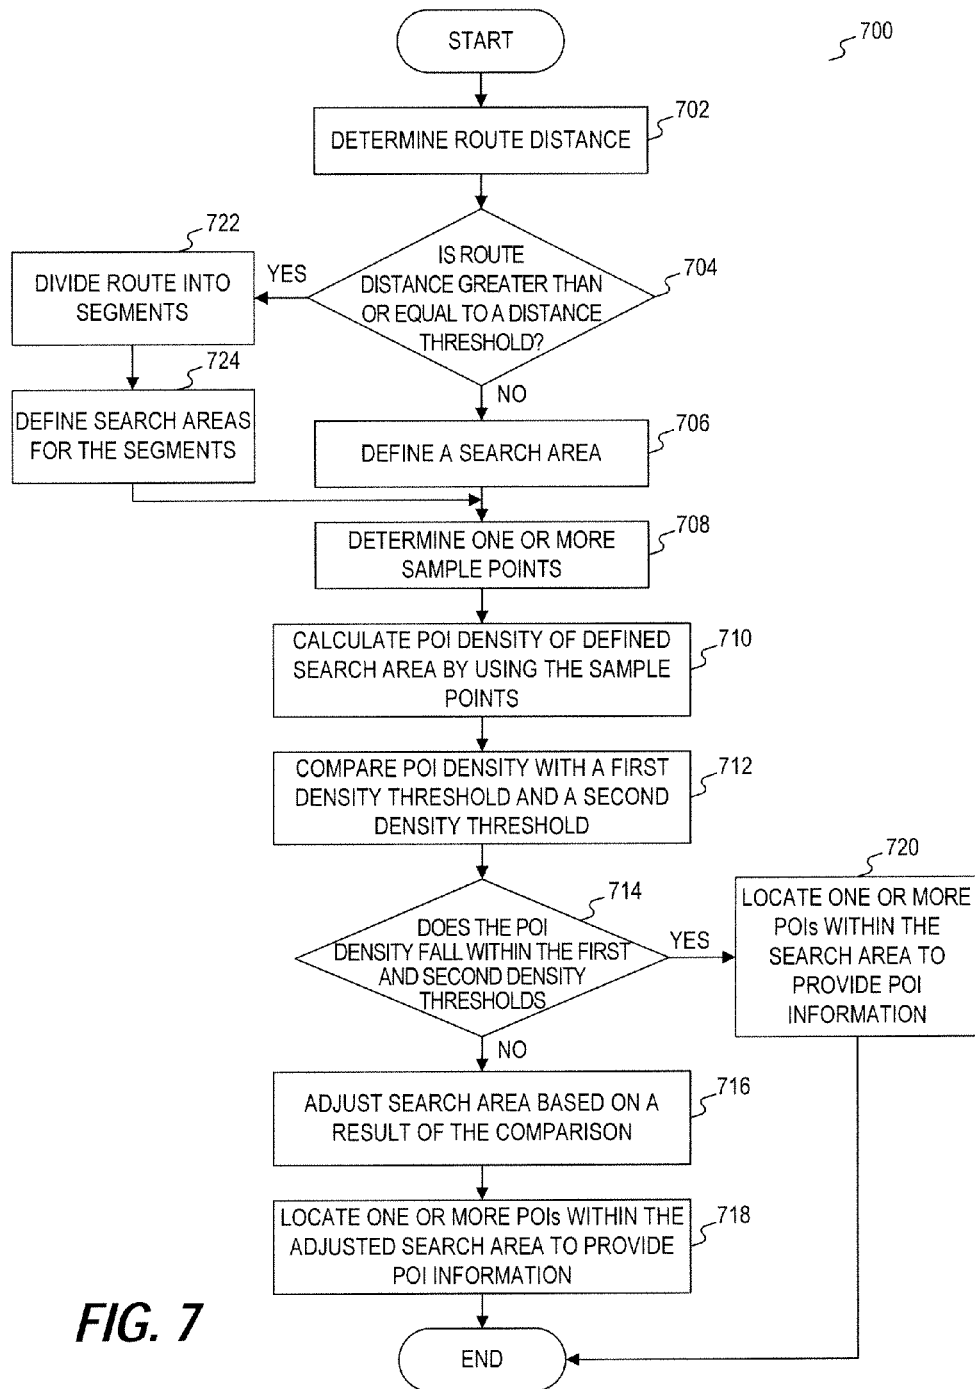 START
700
702
DETERMINE ROUTE DISTANCE
722
DIVIDE ROUTE INTO
SEGMENTS
YES
IS ROUTE
DISTANCE GREATER THAN
OR EQUAL TO A DISTANCE
THRESHOLD?
704
724
DEFINE SEARCH AREAS
FOR THE SEGMENTS
NO
706
DEFINE A SEARCH AREA
708
DETERMINE ONE OR MORE
SAMPLE POINTS
710
CALCULATE POI DENSITY OF DEFINED
SEARCH AREA BY USING THE SAMPLE
POINTS
712
COMPARE POI DENSITY WITH A FIRST
DENSITY THRESHOLD AND A SECOND
DENSITY THRESHOLD
714
DOES THE POI
DENSITY FALL WITHIN THE FIRST
AND SECOND DENSITY
THRESHOLDS
YES
720
LOCATE ONE OR MORE
POIs WITHIN THE
SEARCH AREA TO
PROVIDE POI
INFORMATION
NO
716
ADJUST SEARCH AREA BASED ON A
RESULT OF THE COMPARISON
718
LOCATE ONE OR MORE POIs WITHIN THE
ADJUSTED SEARCH AREA TO PROVIDE
POI INFORMATION
FIG. 7
END